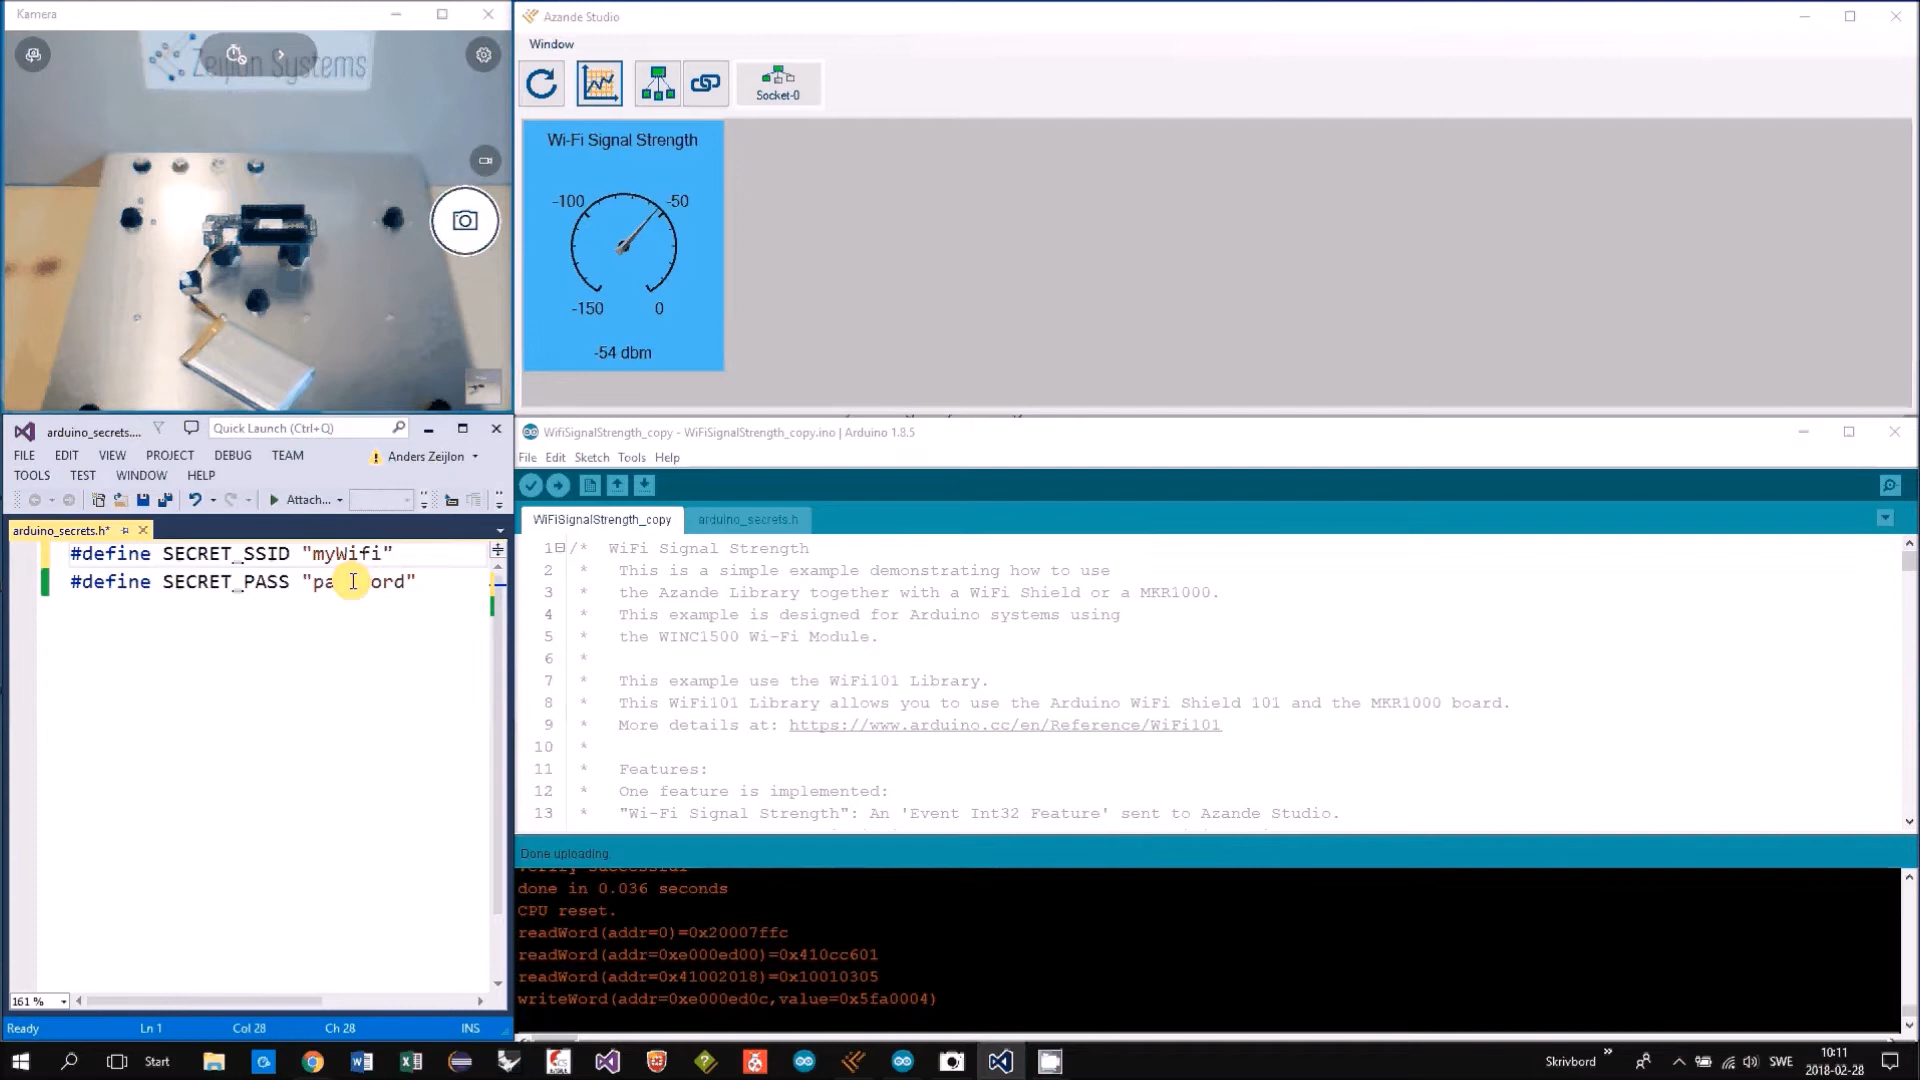 Kamera
Zeijlon Systems
Azande Studio
Window
Socket-0
Wi-Fi Signal Strength
-100
-50
-150
0
-54 dbm
arduino_secrets....
Quick Launch (Ctrl+Q)
FILE EDIT VIEW PROJECT DEBUG TEAM
Anders Zeijlon
TOOLS TEST WINDOW HELP
Attach...
arduino_secrets.h*
#define SECRET_SSID "myWifi"
#define SECRET_PASS "pa ord"
161 %
Ready Ln 1 Col 28 Ch 28 INS
WifiSignalStrength_copy - WiFiSignalStrength_copy.ino | Arduino 1.8.5
File Edit Sketch Tools Help
WiFiSignalStrength_copy arduino_secrets.h
1 /* WiFi Signal Strength
2 * This is a simple example demonstrating how to use
3 * the Azande Library together with a WiFi Shield or a MKR1000.
4 * This example is designed for Arduino systems using
5 * the WINC1500 Wi-Fi Module.
6 *
7 * This example use the WiFi101 Library.
8 * This WiFi101 Library allows you to use the Arduino WiFi Shield 101 and the MKR1000 board.
9 * More details at: https://www.arduino.cc/en/Reference/WiFi101
10 *
11 * Features:
12 * One feature is implemented:
13 * "Wi-Fi Signal Strength": An 'Event Int32 Feature' sent to Azande Studio.
Done uploading.
done in 0.036 seconds
CPU reset.
readWord(addr=0)=0x20007ffc
readWord(addr=0xe000ed00)=0x410cc601
readWord(addr=0x41002018)=0x10010305
writeWord(addr=0xe000ed0c,value=0x5fa0004)
Start
Skrivbord
SWE
10:11
2018-02-28